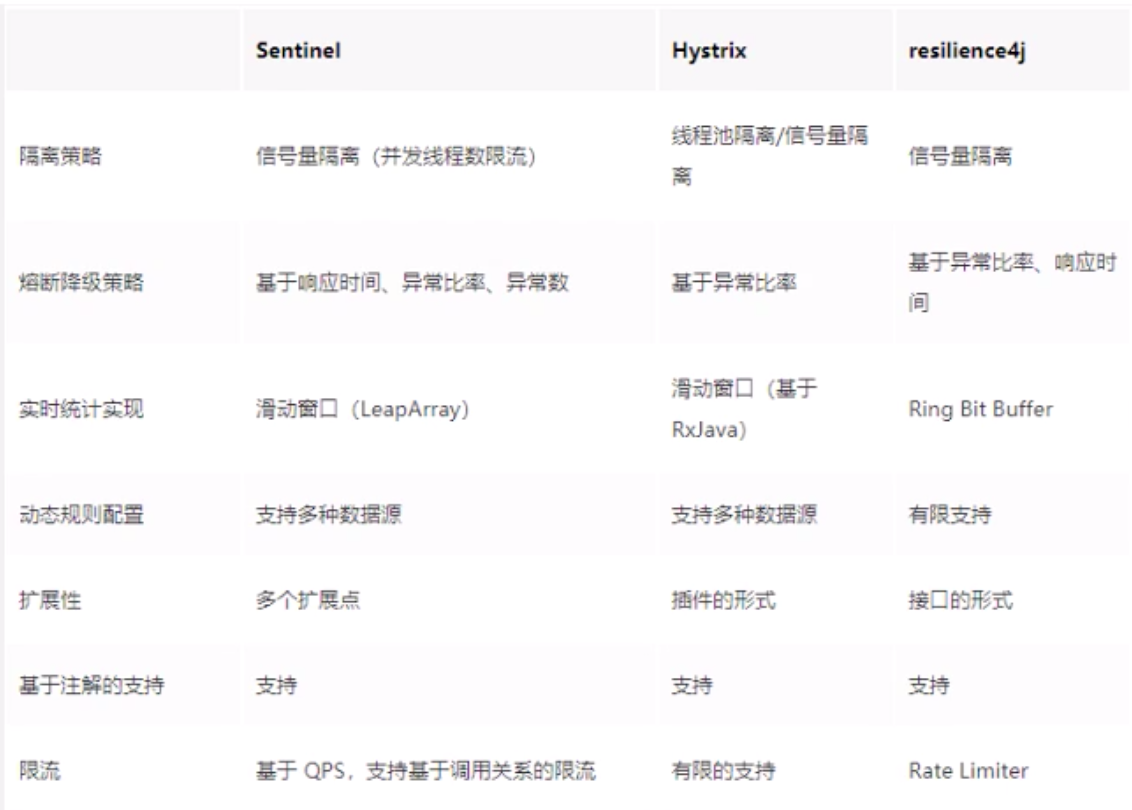 Sentinel Hystrix resilience4j
隔离策略 信号量隔离（并发线程数限流） 线程池隔离/信号量隔
离 信号量隔离
熔断降级策略 基于响应时间、异常比率、异常数 基于异常比率 基于异常比率、响应时
间
实时统计实现 滑动窗口（LeapArray） 滑动窗口（基于
RxJava） Ring Bit Buffer
动态规则配置 支持多种数据源 支持多种数据源 有限支持
扩展性 多个扩展点 插件的形式 接口的形式
基于注解的支持 支持 支持 支持
限流 基于 QPS，支持基于调用关系的限流 有限的支持 Rate Limiter